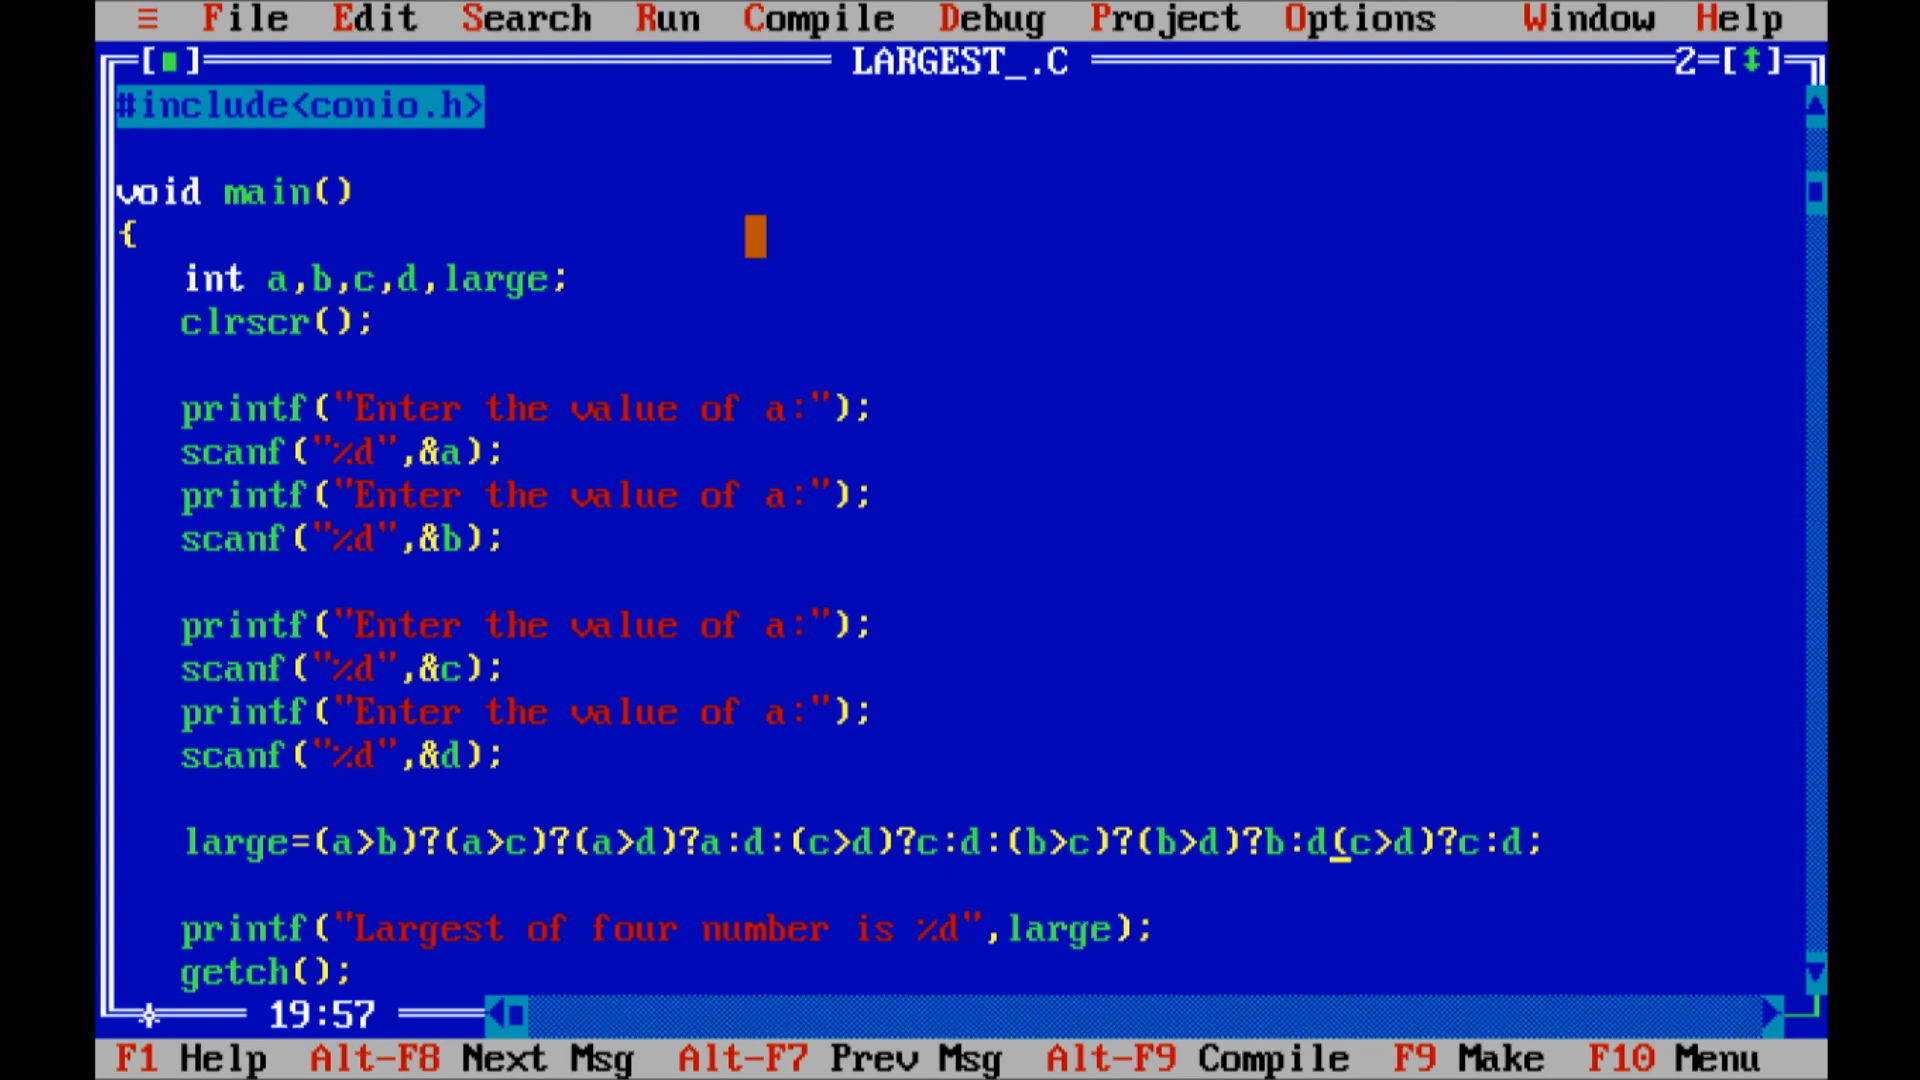 ≡ File Edit Search Run Compile Debug Project Options Window Help
[■] LARGEST_.C 2=[↕]
#include<conio.h>
void main()
{
int a,b,c,d,large;
clrscr();
printf("Enter the value of a:");
scanf("%d",&a);
printf("Enter the value of a:");
scanf("%d",&b);
printf("Enter the value of a:");
scanf("%d",&c);
printf("Enter the value of a:");
scanf("%d",&d);
large=(a>b)?(a>c)?(a>d)?a:d:(c>d)?c:d:(b>c)?(b>d)?b:d(c>d)?c:d;
printf("Largest of four number is %d",large);
getch();
19:57
F1 Help Alt-F8 Next Msg Alt-F7 Prev Msg Alt-F9 Compile F9 Make F10 Menu